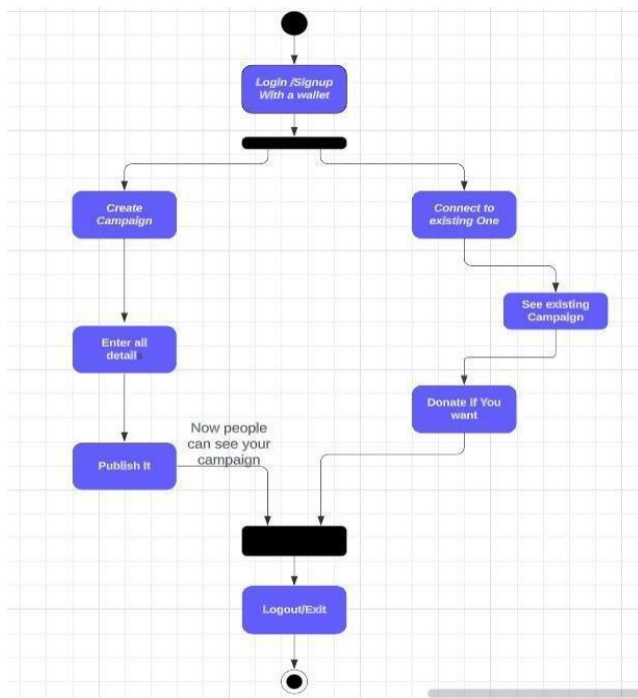 Login /Signup
With a wallet
Create
Campaign
Connect to
existing One
See existing
Campaign
Enter all
details
Donate if You
want
Now people
can see your
campaign
Publish It
Logout/Exit